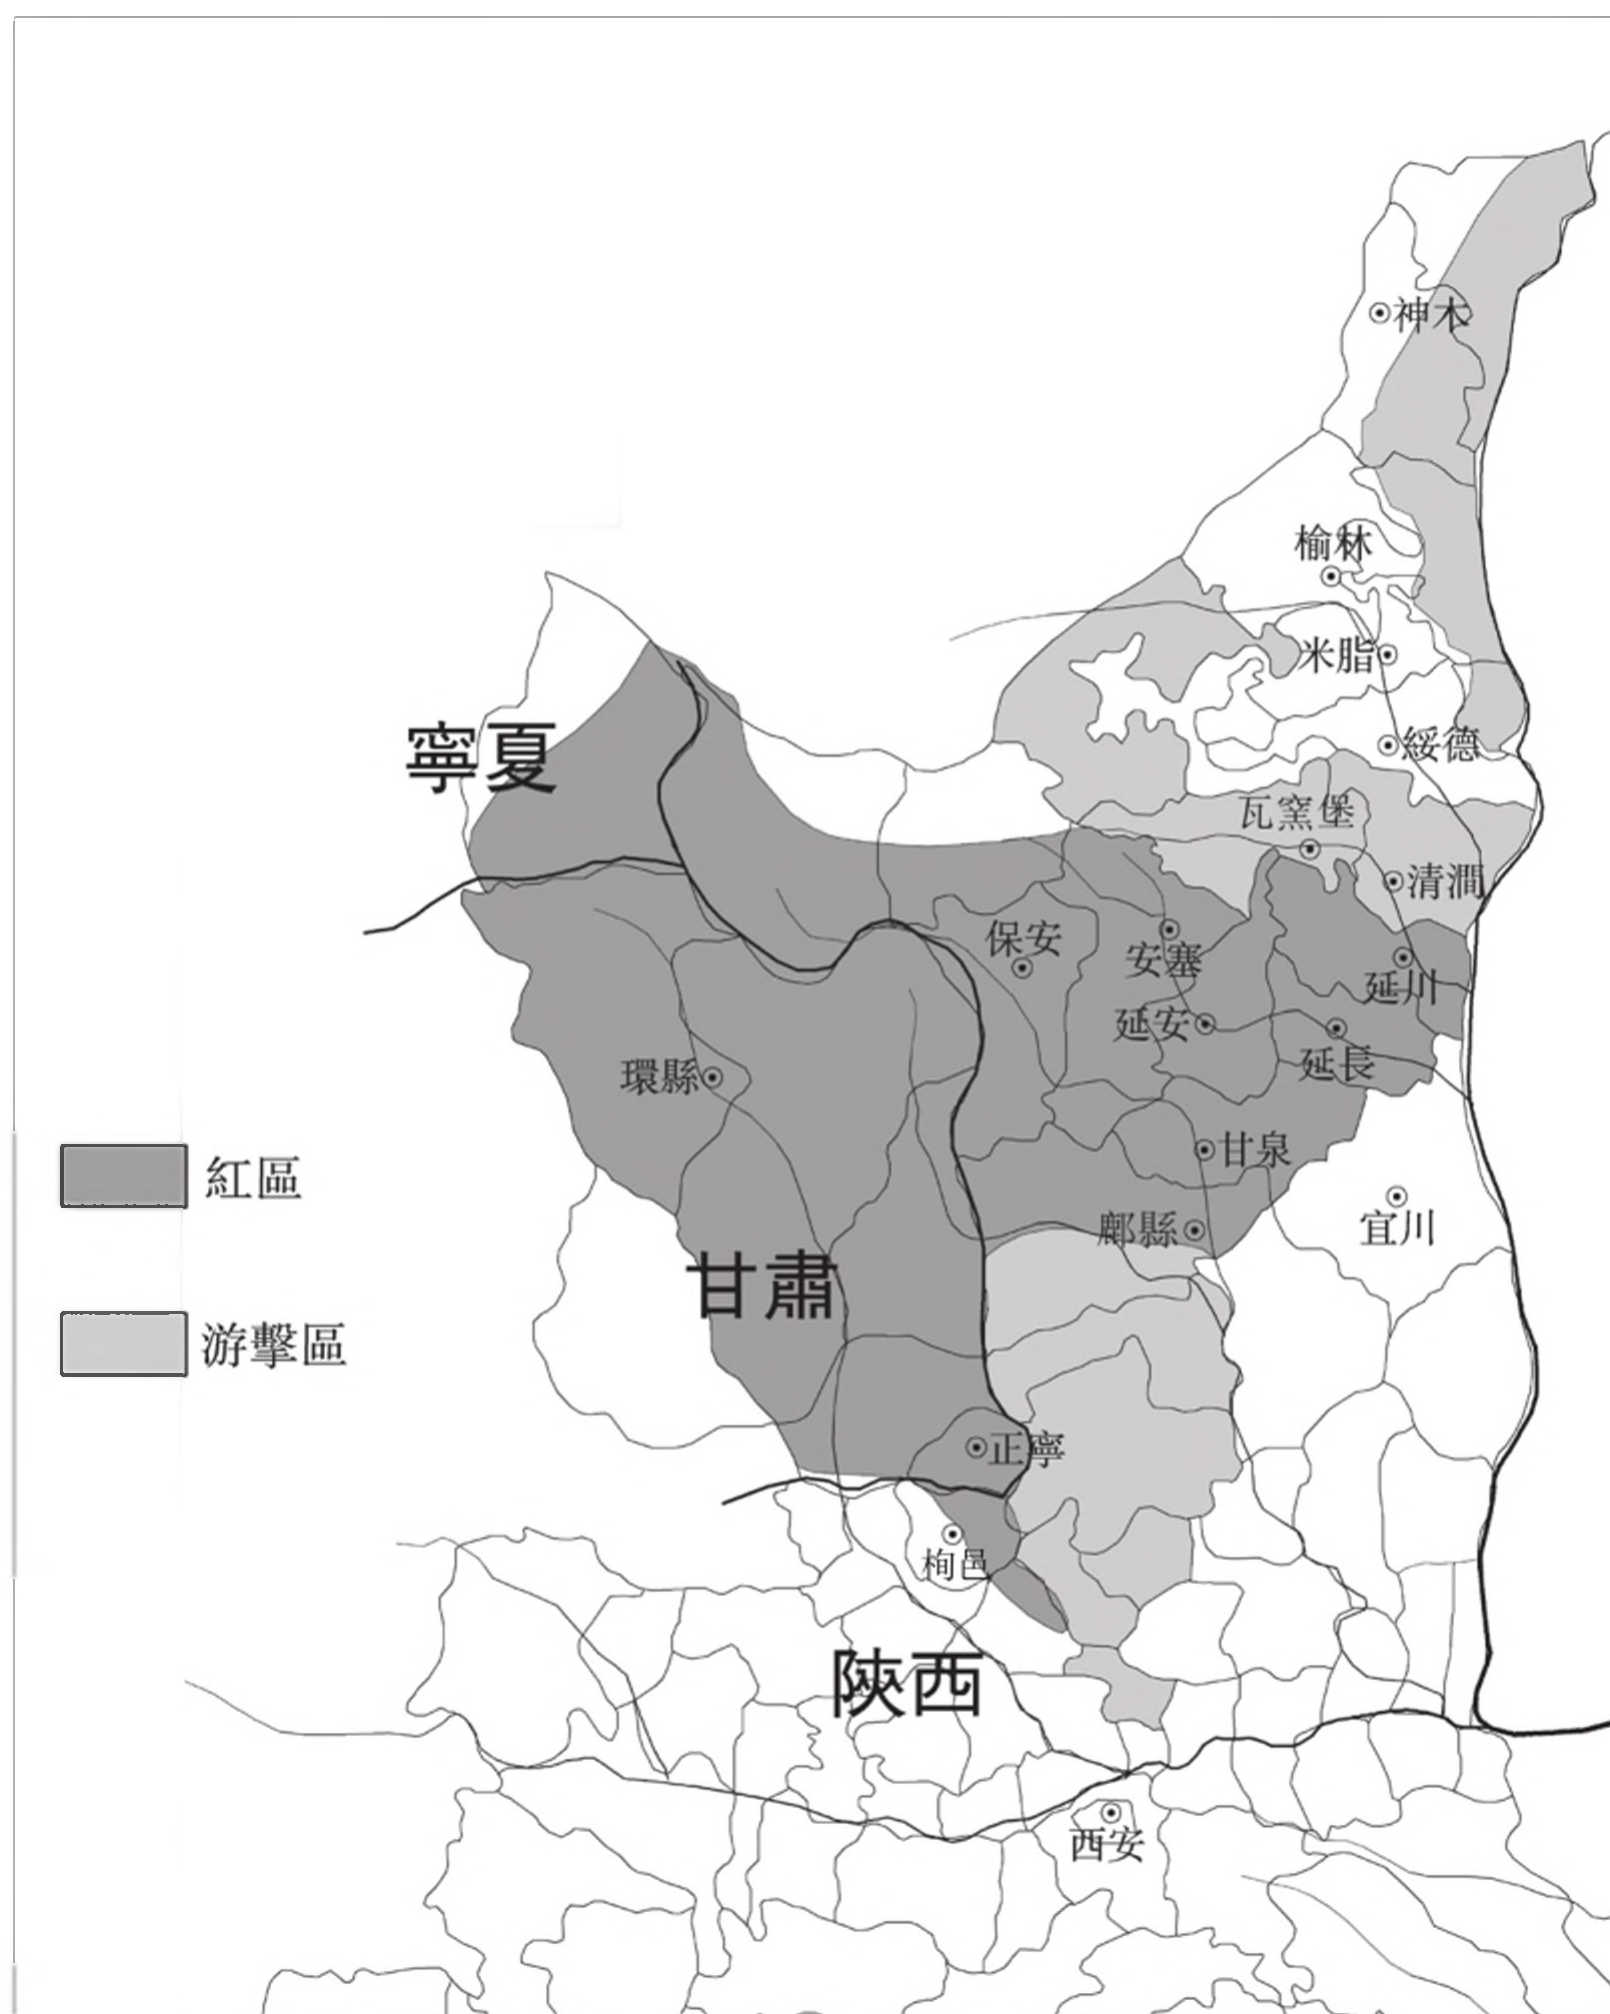 神木
榆林
米脂
寧夏
綏德
瓦窯堡
清澗
保安
安塞
延川
延安
延長
環縣
甘泉
紅區
鄜縣
宜川
甘肅
游擊區
正寧
栒邑
陝西
西安